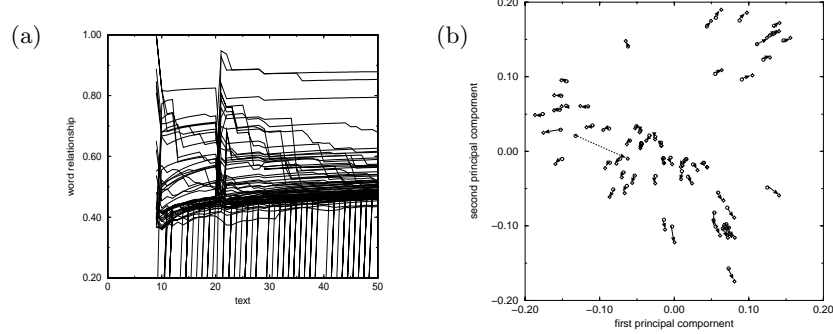 (a)
1.00
0.80
0.60
0.40
0.20
word relationship
0 10 20 30 40 50
text
(b)
0.20
0.10
0.00
−0.10
−0.20
second principal compornent
−0.20 −0.10 0.00 0.10 0.20
first principal compornent